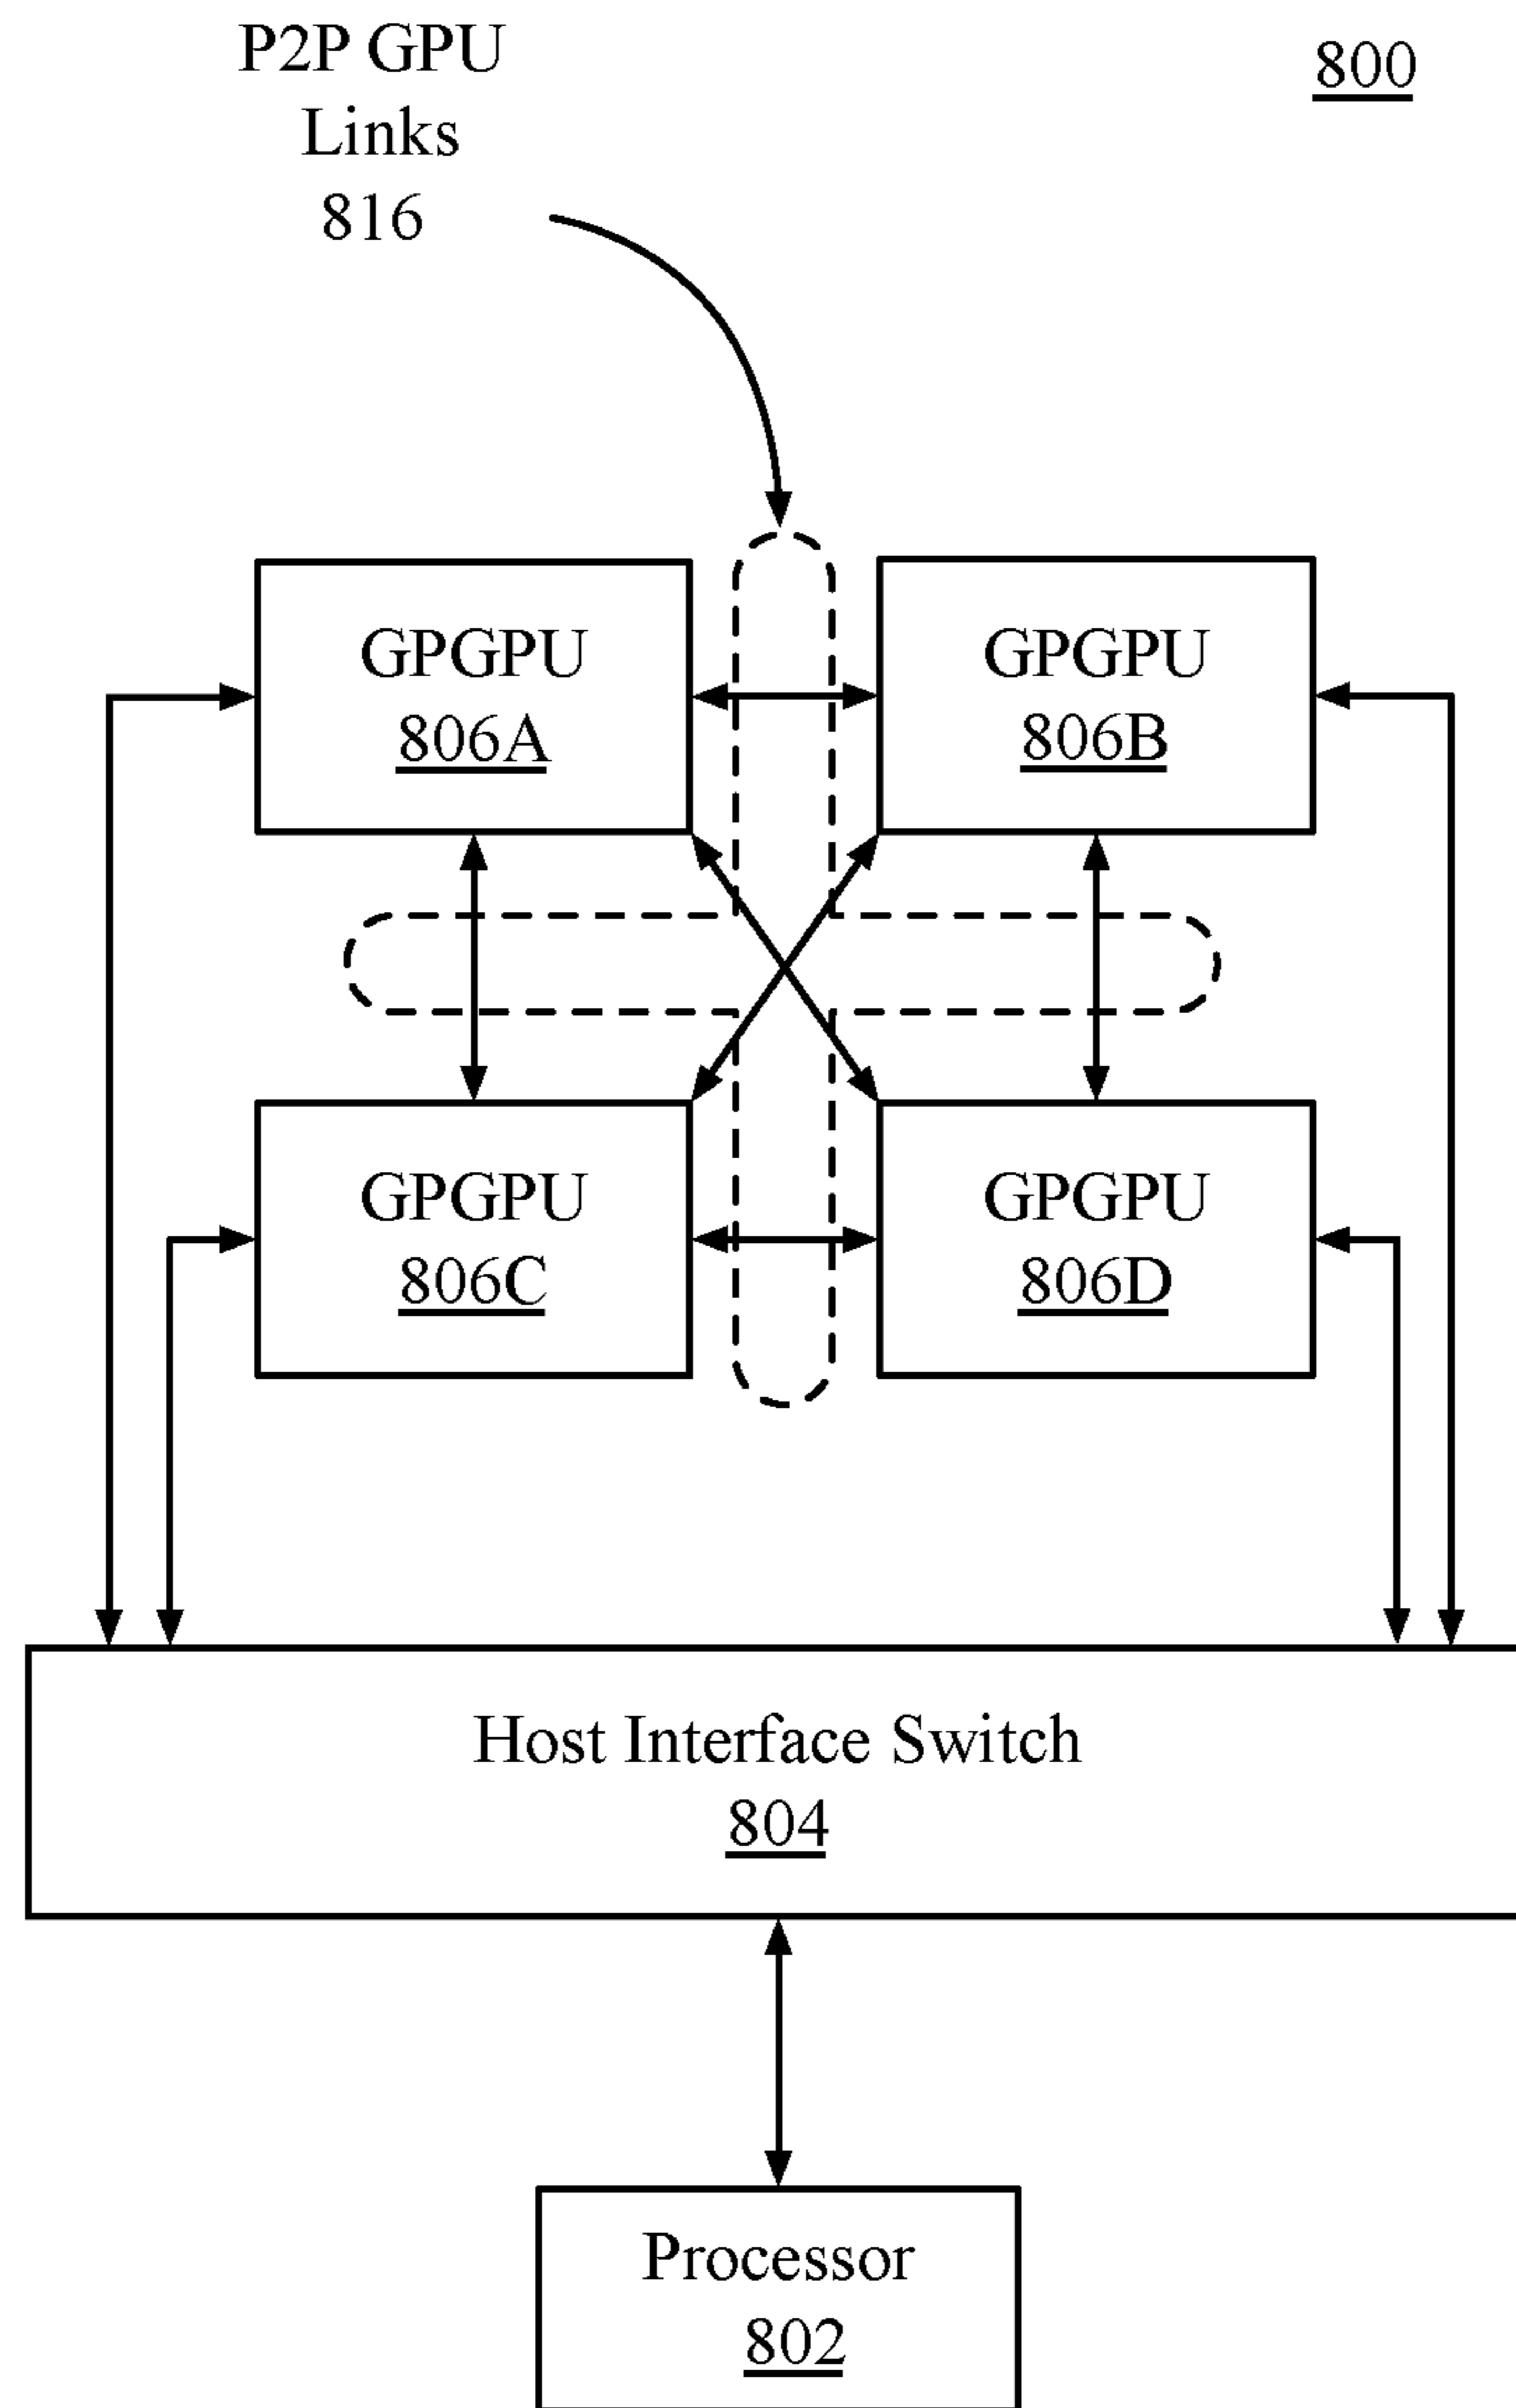 P2P GPU
Links
816
800
GPGPU
806A
GPGPU
806B
GPGPU
806C
GPGPU
806D
Host Interface Switch
804
Processor
802